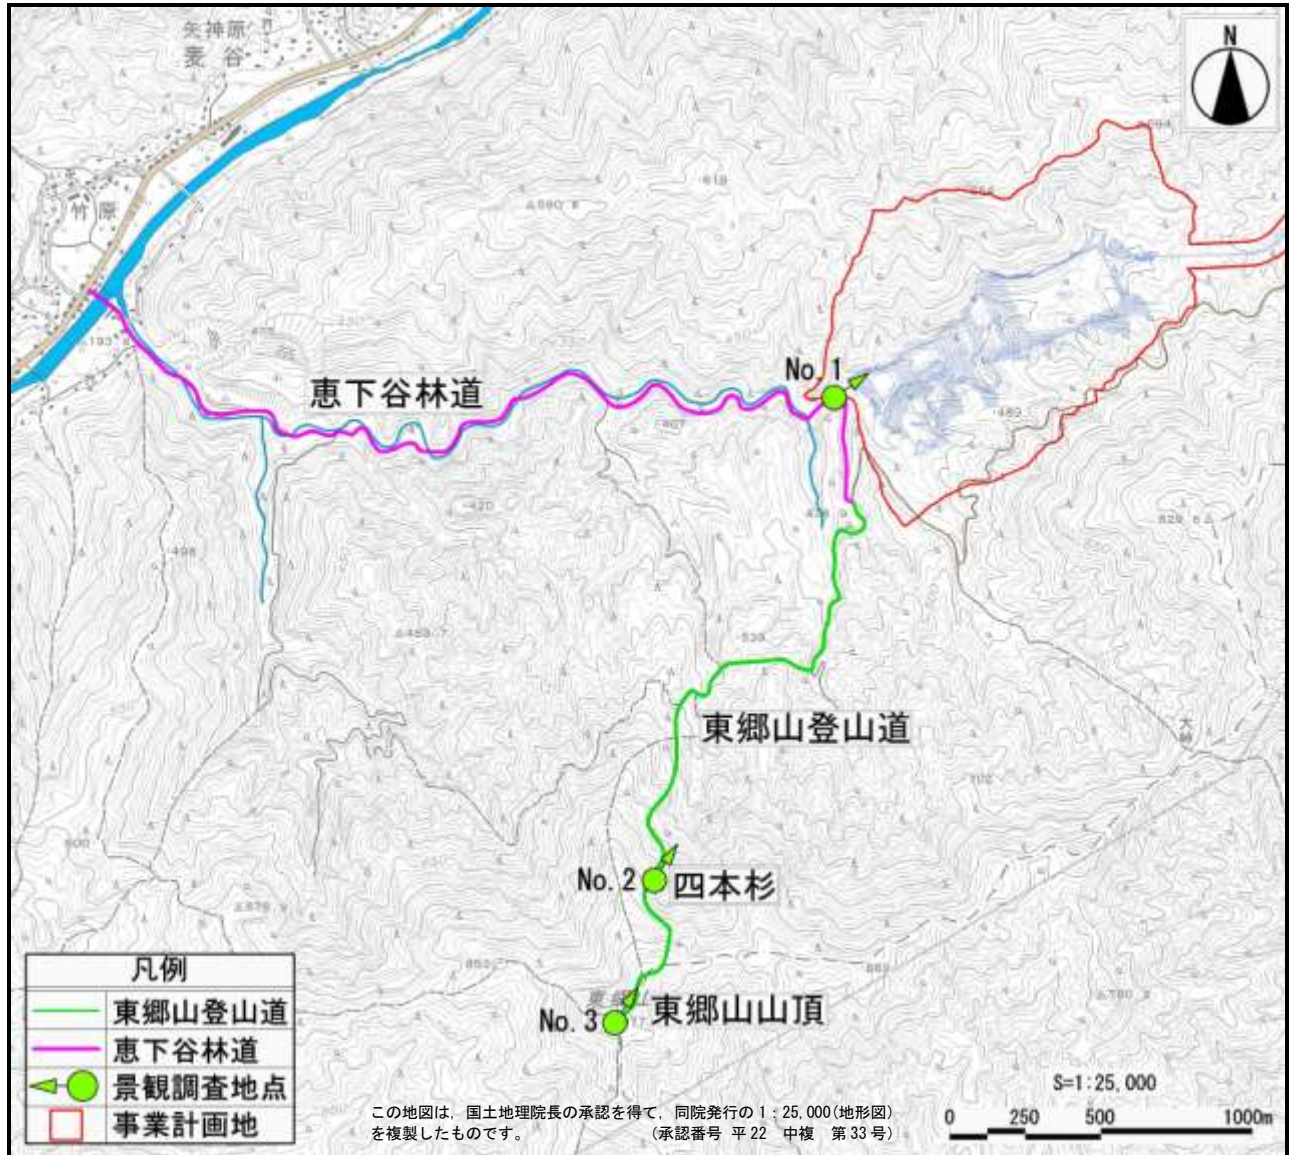 矢神原
麦谷
N
竹原
No. 1
恵下谷林道
東郷山登山道
No. 2
四本杉
No. 3
東郷山山頂
凡例
東郷山登山道
恵下谷林道
景観調査地点
事業計画地
この地図は，国土地理院長の承認を得て，同院発行の1：25,000(地形図)
を複製したものです。 (承認番号 平22 中複 第33号)
S=1:25,000
0 250 500 1000m